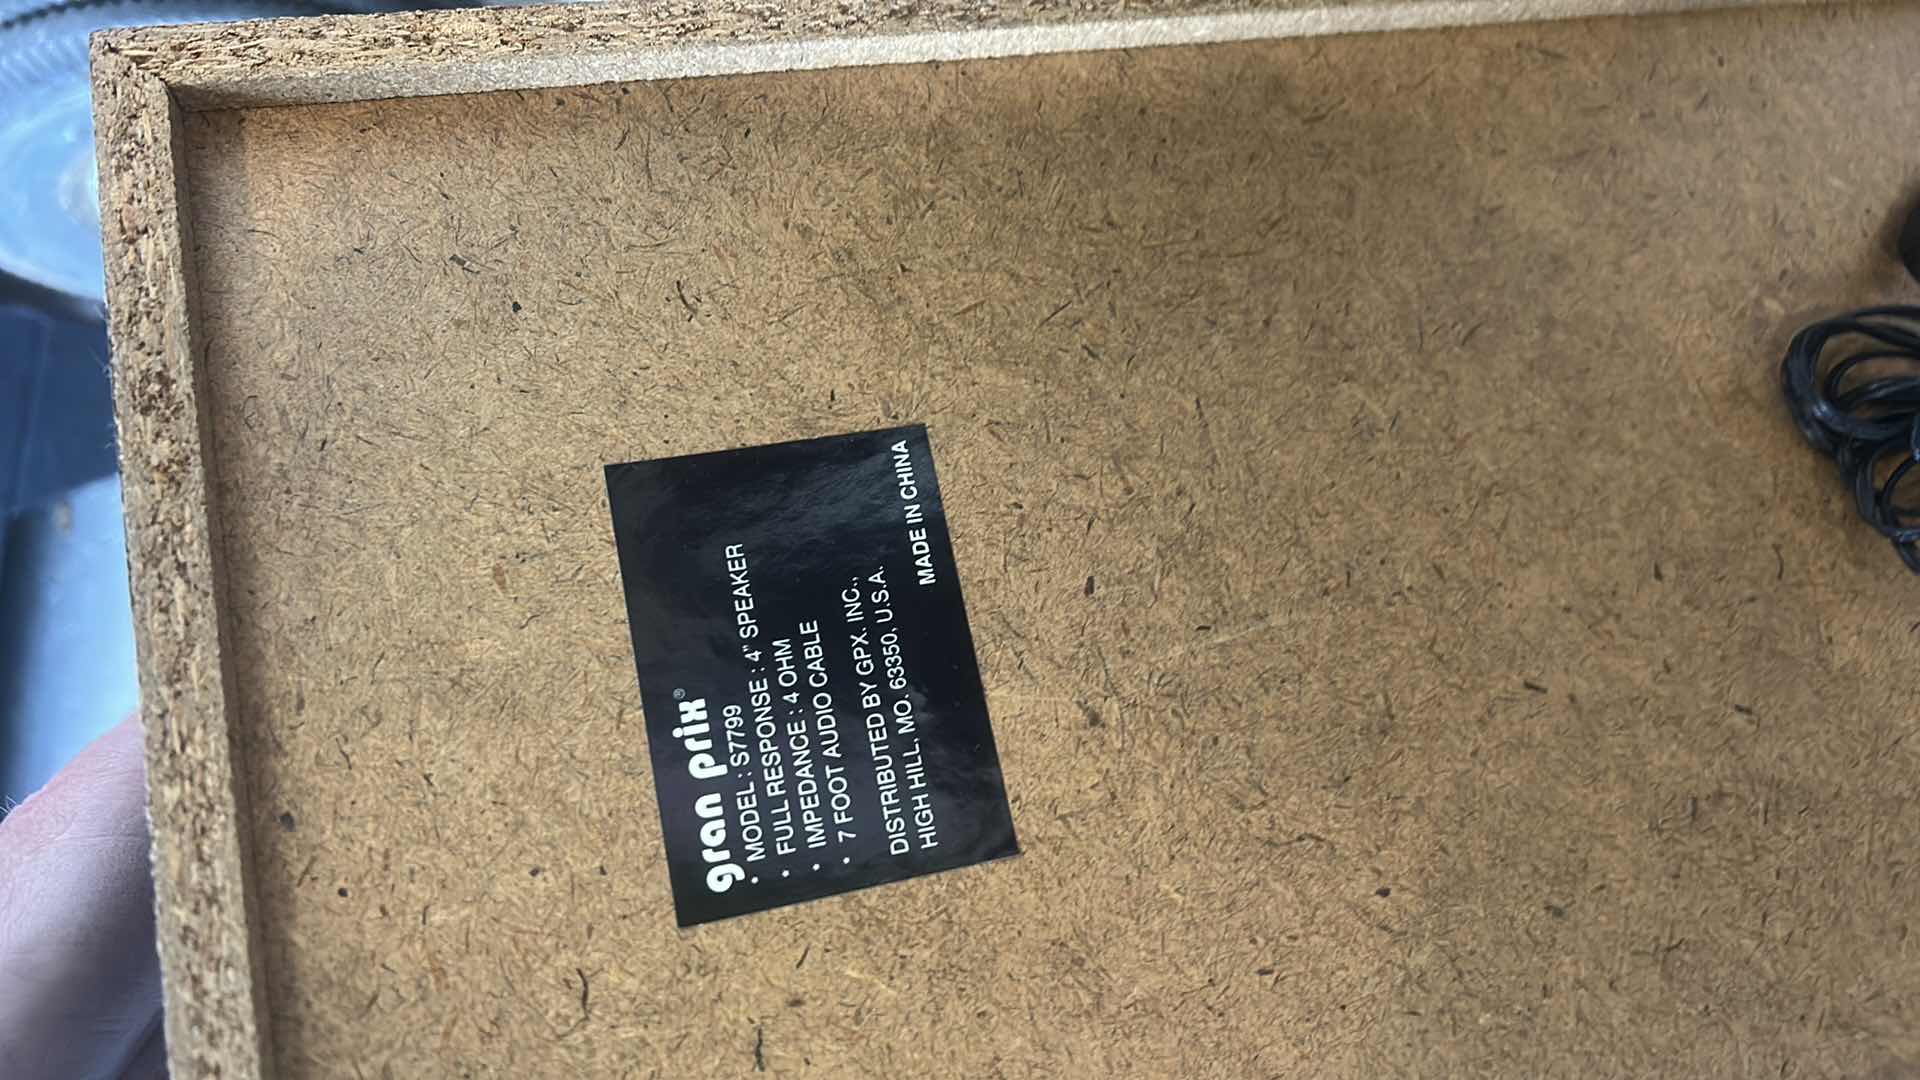 gran prix®
• MODEL : S7799
• FULL RESPONSE : 4" SPEAKER
• IMPEDANCE : 4 OHM
• 7 FOOT AUDIO CABLE
DISTRIBUTED BY GPX. INC.,
HIGH HILL, MO. 63350, U.S.A.
MADE IN CHINA